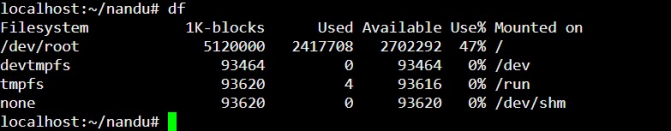 localhost:~/nandu# df
Filesystem           1K-blocks      Used Available Use% Mounted on
/dev/root              5120000   2417708   2702292  47% /
devtmpfs                 93464         0     93464   0% /dev
tmpfs                    93620         4     93616   0% /run
none                     93620         0     93620   0% /dev/shm
localhost:~/nandu#